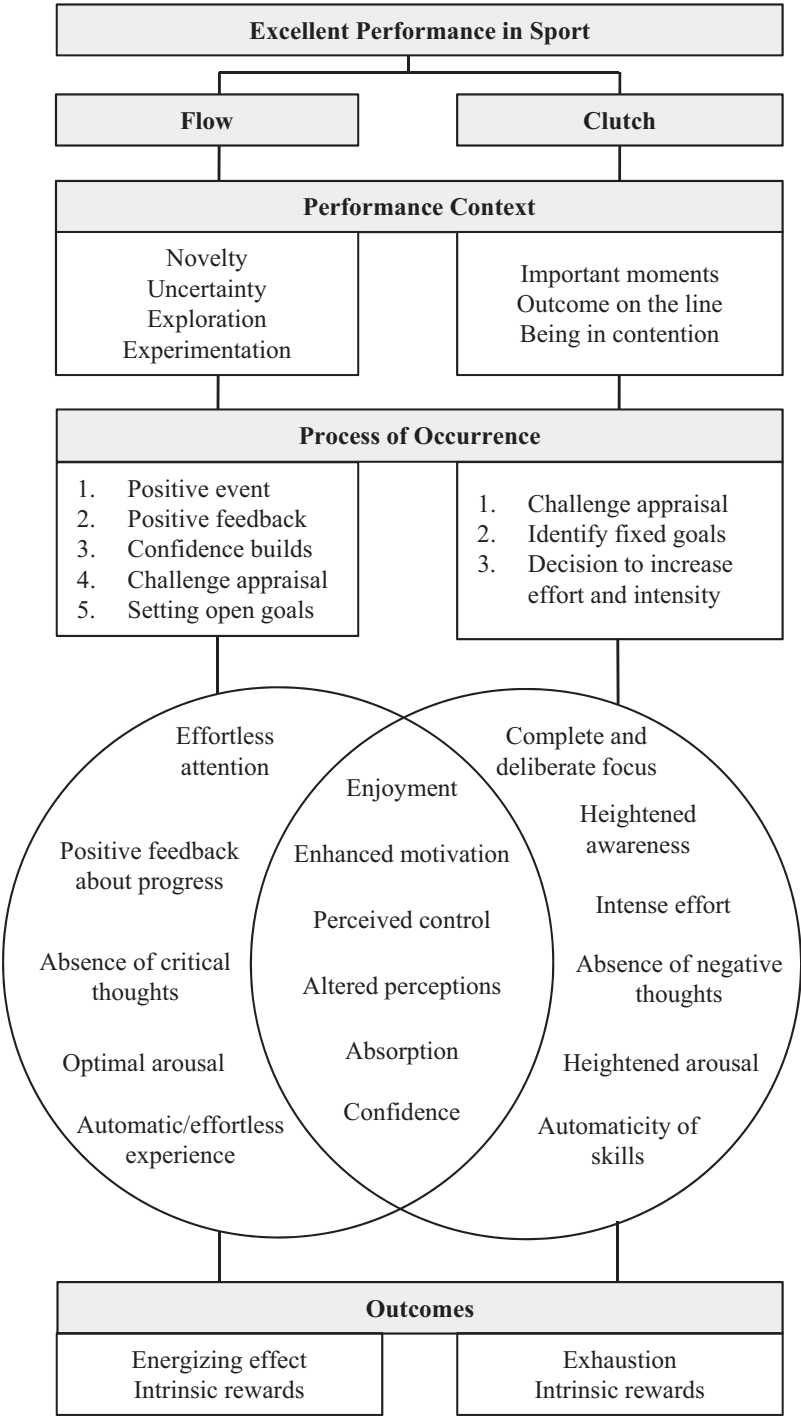 Excellent Performance in Sport
Flow
Clutch
Performance Context
Novelty
Uncertainty
Exploration
Experimentation
Important moments
Outcome on the line
Being in contention
Process of Occurrence
1. Positive event
2. Positive feedback
3. Confidence builds
4. Challenge appraisal
5. Setting open goals
1. Challenge appraisal
2. Identify fixed goals
3. Decision to increase
effort and intensity
Effortless
attention
Positive feedback
about progress
Absence of critical
thoughts
Optimal arousal
Automatic/effortless
experience
Enjoyment
Enhanced motivation
Perceived control
Altered perceptions
Absorption
Confidence
Complete and
deliberate focus
Heightened
awareness
Intense effort
Absence of negative
thoughts
Heightened arousal
Automaticity of
skills
Outcomes
Energizing effect
Intrinsic rewards
Exhaustion
Intrinsic rewards